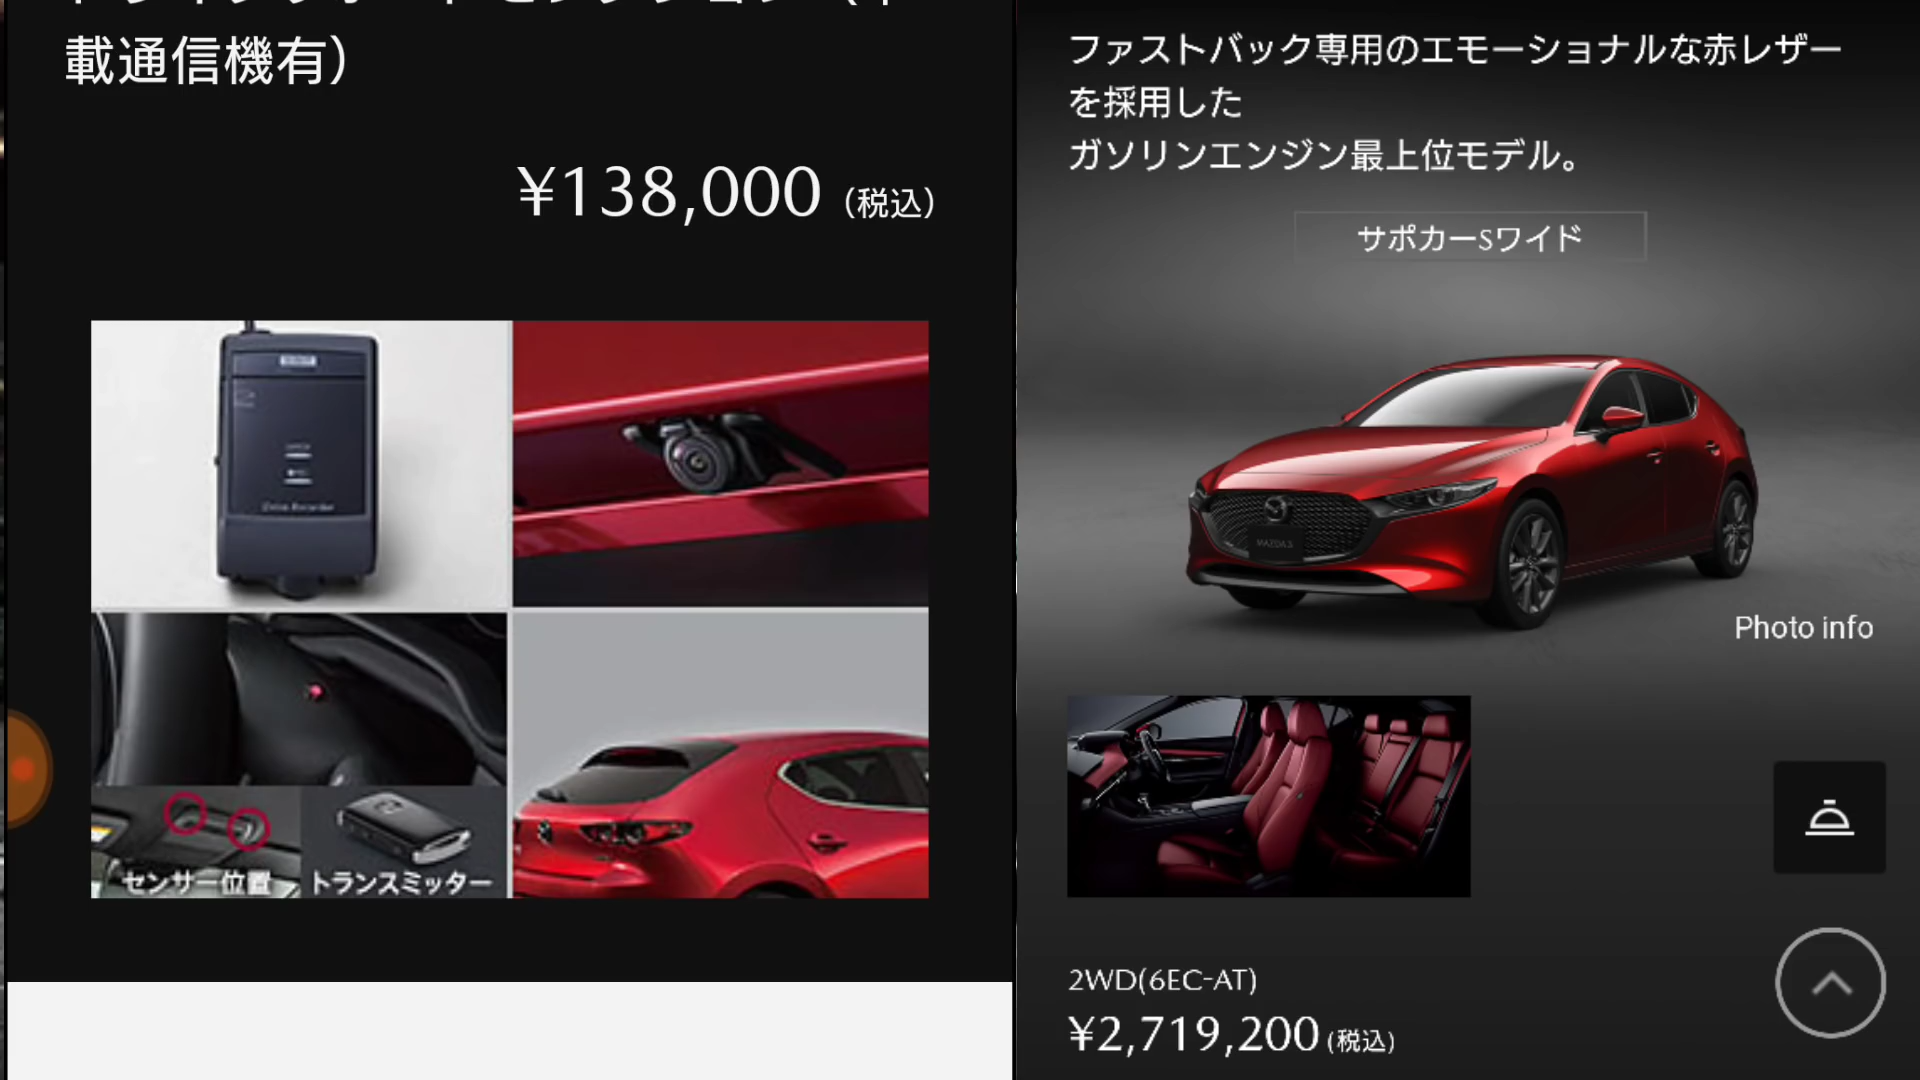 載通信機有）
¥138,000（税込）
センサー位置
トランスミッター
ファストバック専用のエモーショナルな赤レザー
を採用した
ガソリンエンジン最上位モデル。
サポカーSワイド
MAZDA3
Photo info
2WD(6EC-AT)
¥2,719,200(税込)